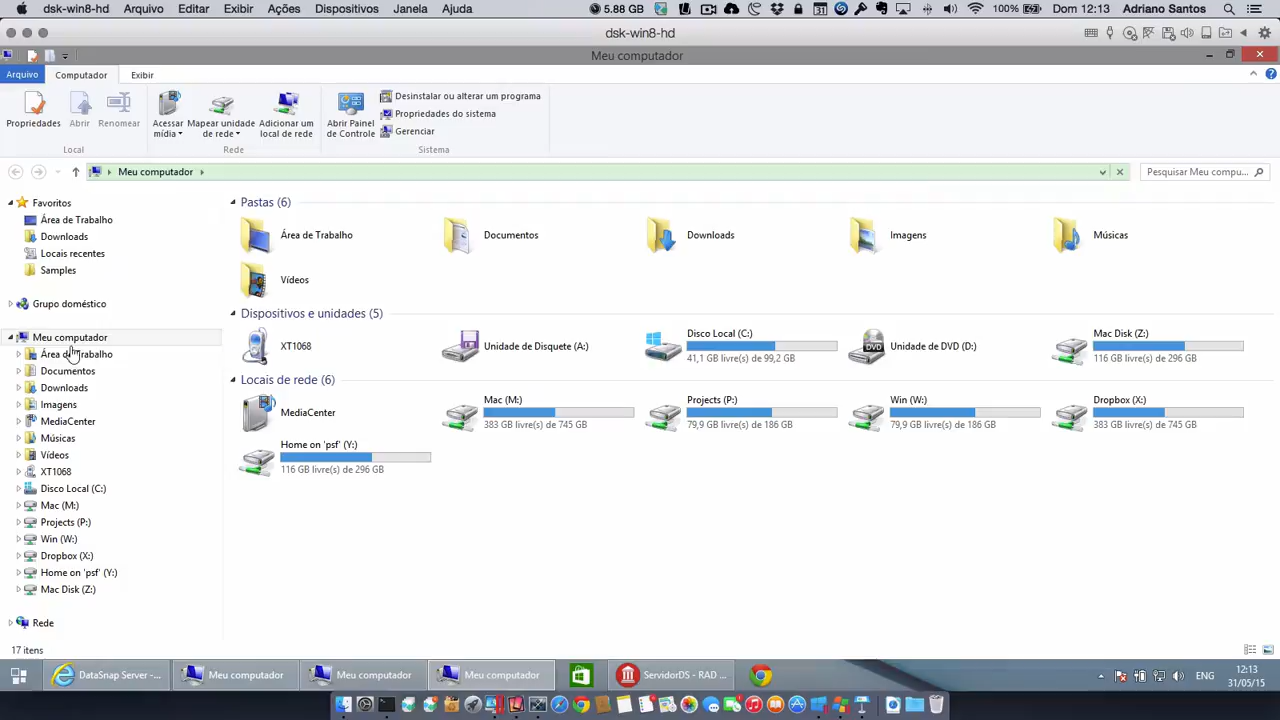 dsk-win8-hd Arquivo Editar Exibir Ações Dispositivos Janela Ajuda 5.88 GB 31 100% Dom 12:13 Adriano Santos
dsk-win8-hd
Meu computador
Arquivo Computador Exibir
Propriedades
Abrir
Renomear
Local
Acessar mídia
Mapear unidade de rede
Adicionar um local de rede
Rede
Abrir Painel de Controle
Desinstalar ou alterar um programa
Propriedades do sistema
Gerenciar
Sistema
Meu computador
Pesquisar Meu compu...
Favoritos
Área de Trabalho
Downloads
Locais recentes
Samples
Grupo doméstico
Meu computador
Área de Trabalho
Documentos
Downloads
Imagens
MediaCenter
Músicas
Vídeos
XT1068
Disco Local (C:)
Mac (M:)
Projects (P:)
Win (W:)
Dropbox (X:)
Home on 'psf' (Y:)
Mac Disk (Z:)
Rede
Pastas (6)
Área de Trabalho
Documentos
Downloads
Imagens
Músicas
Vídeos
Dispositivos e unidades (5)
XT1068
Unidade de Disquete (A:)
Disco Local (C:)
41,1 GB livre(s) de 99,2 GB
DVD
Unidade de DVD (D:)
Mac Disk (Z:)
116 GB livre(s) de 296 GB
Locais de rede (6)
MediaCenter
Mac (M:)
383 GB livre(s) de 745 GB
Projects (P:)
79,9 GB livre(s) de 186 GB
Win (W:)
79,9 GB livre(s) de 186 GB
Dropbox (X:)
383 GB livre(s) de 745 GB
Home on 'psf' (Y:)
116 GB livre(s) de 296 GB
17 itens
DataSnap Server -...
Meu computador
Meu computador
Meu computador
ServidorDS - RAD ...
ENG
12:13
31/05/15